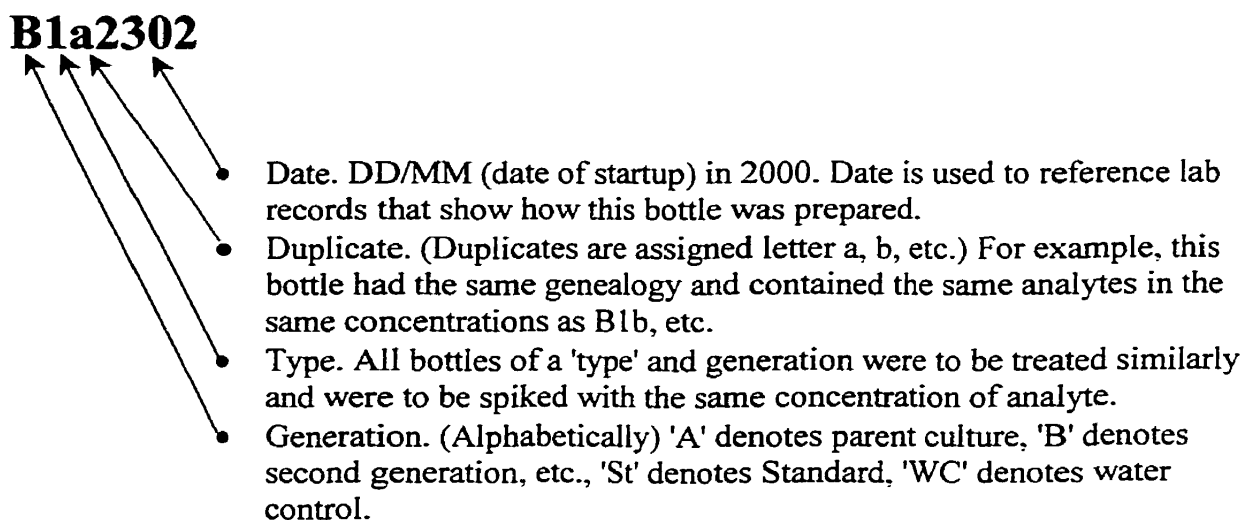 B1a2302
• Date. DD/MM (date of startup) in 2000. Date is used to reference lab
records that show how this bottle was prepared.
• Duplicate. (Duplicates are assigned letter a, b, etc.) For example, this
bottle had the same genealogy and contained the same analytes in the
same concentrations as B1b, etc.
• Type. All bottles of a 'type' and generation were to be treated similarly
and were to be spiked with the same concentration of analyte.
• Generation. (Alphabetically) 'A' denotes parent culture, 'B' denotes
second generation, etc., 'St' denotes Standard, 'WC' denotes water
control.